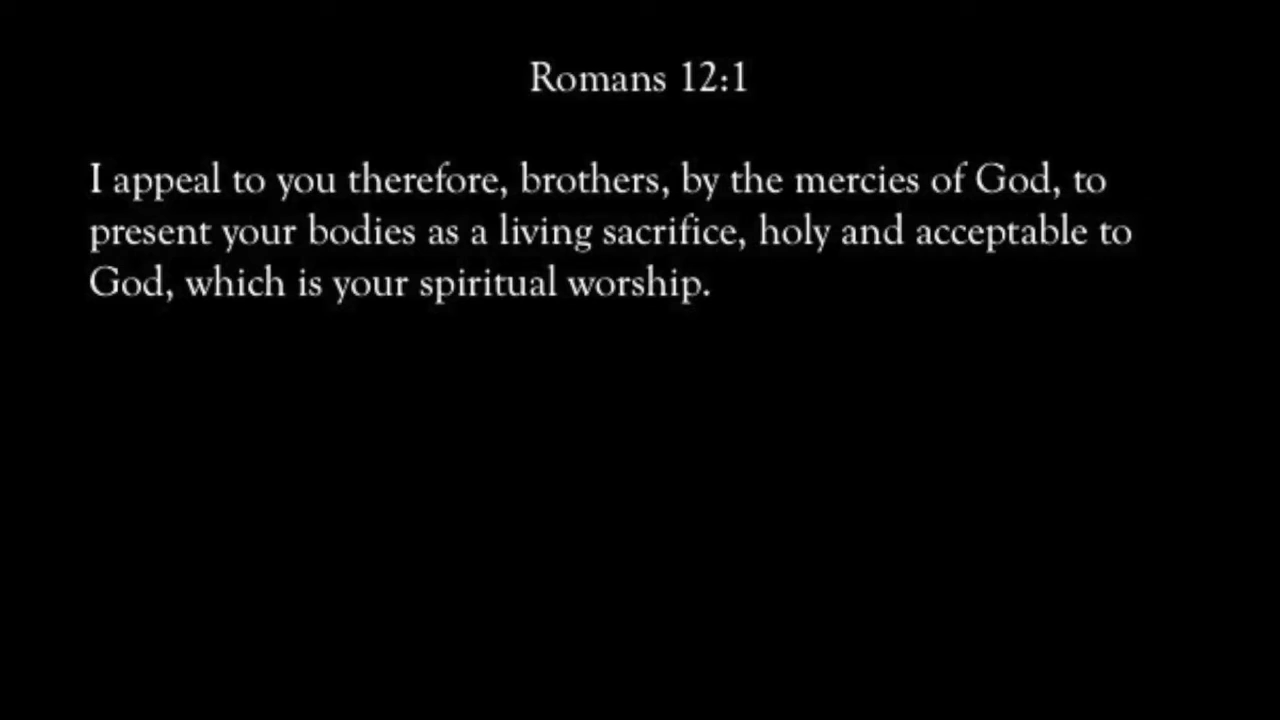 Romans 12:1
I appeal to you therefore, brothers, by the mercies of God, to
present your bodies as a living sacrifice, holy and acceptable to
God, which is your spiritual worship.